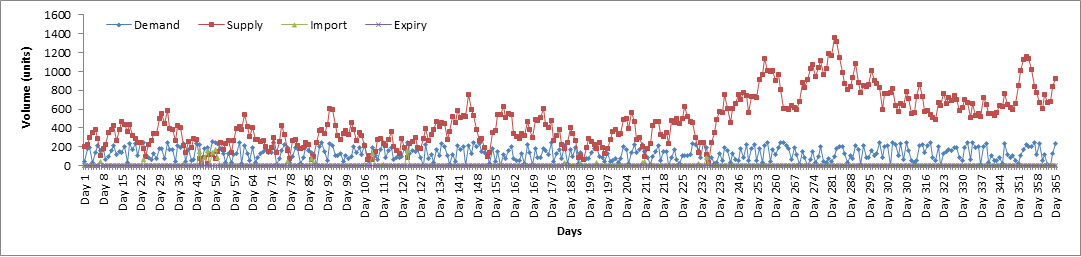 1600
Demand Supply Import Expiry
1400
1200
1000
800
600
400
200
0
Volume (units)
Day 1 Day 8 Day 15 Day 22 Day 29 Day 36 Day 43 Day 50 Day 57 Day 64 Day 71 Day 78 Day 85 Day 92 Day 99 Day 106 Day 113 Day 120 Day 127 Day 134 Day 141 Day 148 Day 155 Day 162 Day 169 Day 176 Day 183 Day 190 Day 197 Day 204 Day 211 Day 218 Day 225 Day 232 Day 239 Day 246 Day 253 Day 260 Day 267 Day 274 Day 281 Day 288 Day 295 Day 302 Day 309 Day 316 Day 323 Day 330 Day 337 Day 344 Day 351 Day 358 Day 365
Days